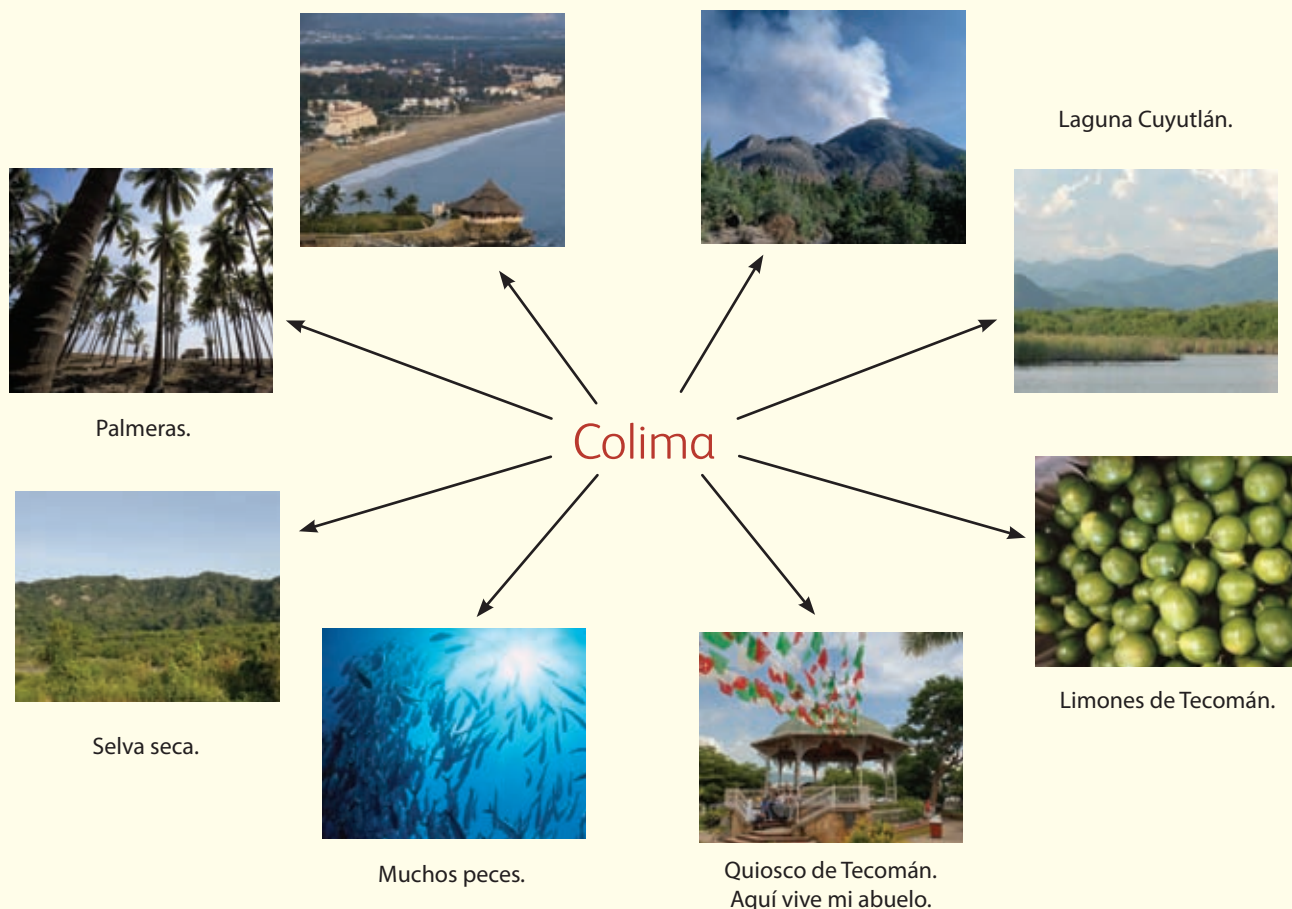 Laguna Cuyutlán.
Palmeras.
Colima
Limones de Tecomán.
Selva seca.
Muchos peces.
Quiosco de Tecomán.
Aquí vive mi abuelo.